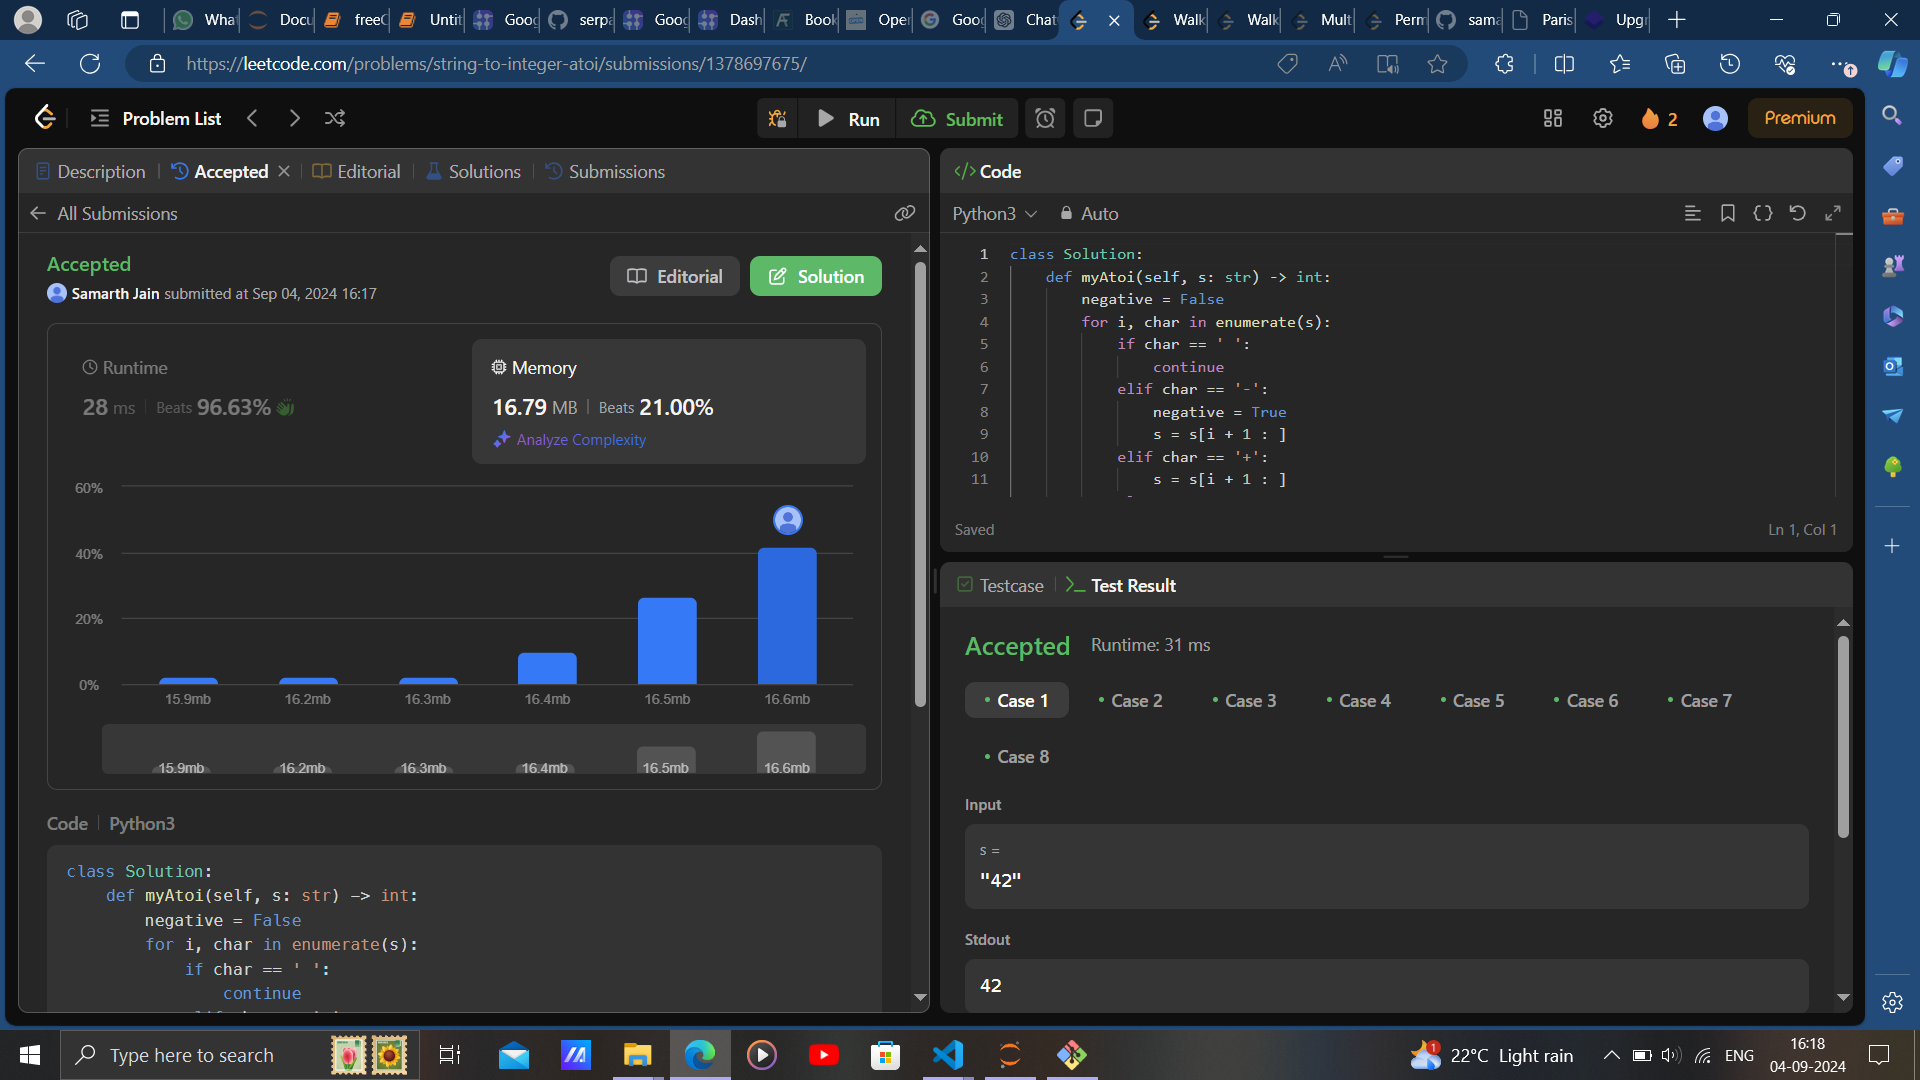 What
Docu
freeC
Untit
Goog
serpa
Goog
Dash
Book
Oper
Goog
Chat
Walk
Walk
Mult
Perm
sama
Paris
Upgr
https://leetcode.com/problems/string-to-integer-atoi/submissions/1378697675/
Problem List
Run
Submit
2
Premium
Description
Accepted
Editorial
Solutions
Submissions
All Submissions
Accepted
Samarth Jain submitted at Sep 04, 2024 16:17
Editorial
Solution
Runtime
28 ms
Beats 96.63%
Memory
16.79 MB
Beats 21.00%
Analyze Complexity
60%
40%
20%
0%
15.9mb
16.2mb
16.3mb
16.4mb
16.5mb
16.6mb
15.9mb
16.2mb
16.3mb
16.4mb
16.5mb
16.6mb
Code
Python3
class Solution:
def myAtoi(self, s: str) -> int:
negative = False
for i, char in enumerate(s):
if char == ' ':
continue
Code
Python3
Auto
1 class Solution:
2 def myAtoi(self, s: str) -> int:
3 negative = False
4 for i, char in enumerate(s):
5 if char == ' ':
6 continue
7 elif char == '-':
8 negative = True
9 s = s[i + 1 : ]
10 elif char == '+':
11 s = s[i + 1 : ]
Saved
Ln 1, Col 1
Testcase
Test Result
Accepted
Runtime: 31 ms
Case 1
Case 2
Case 3
Case 4
Case 5
Case 6
Case 7
Case 8
Input
s =
"42"
Stdout
42
Type here to search
1
22°C Light rain
ENG
16:18
04-09-2024